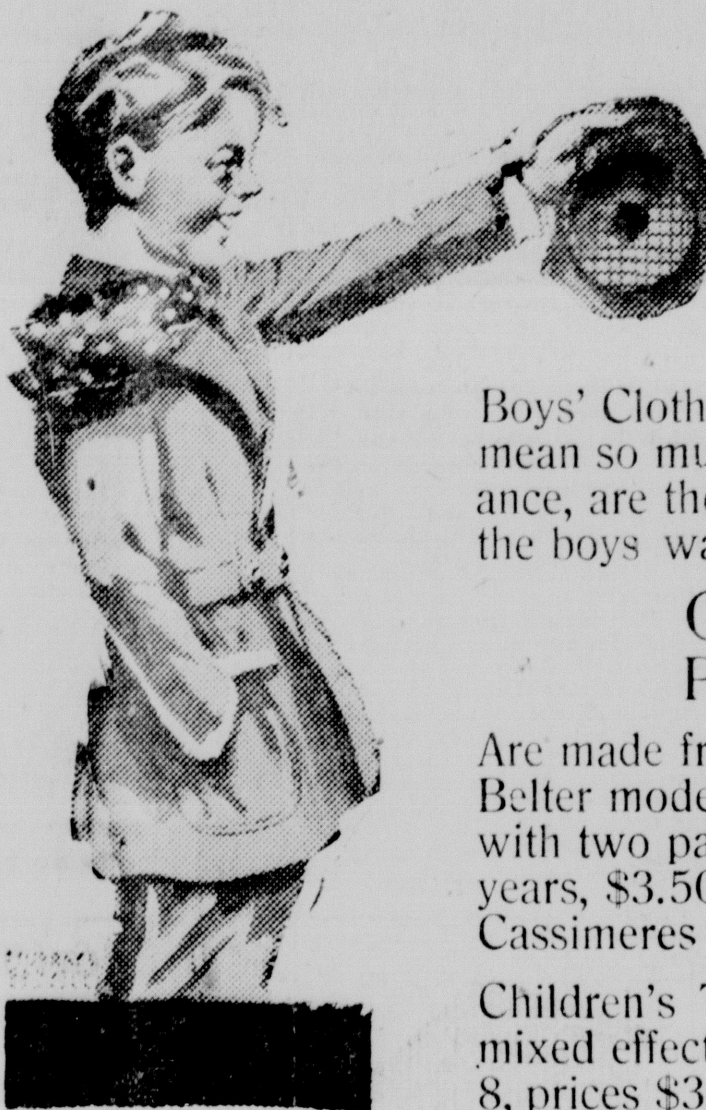 Boys' Cloth
mean so mu
ance, are the
the boys wa
Are made fr
Belter mode
with two pa
years, $3.50
Cassimeres
Children's
mixed effect
8, prices $3